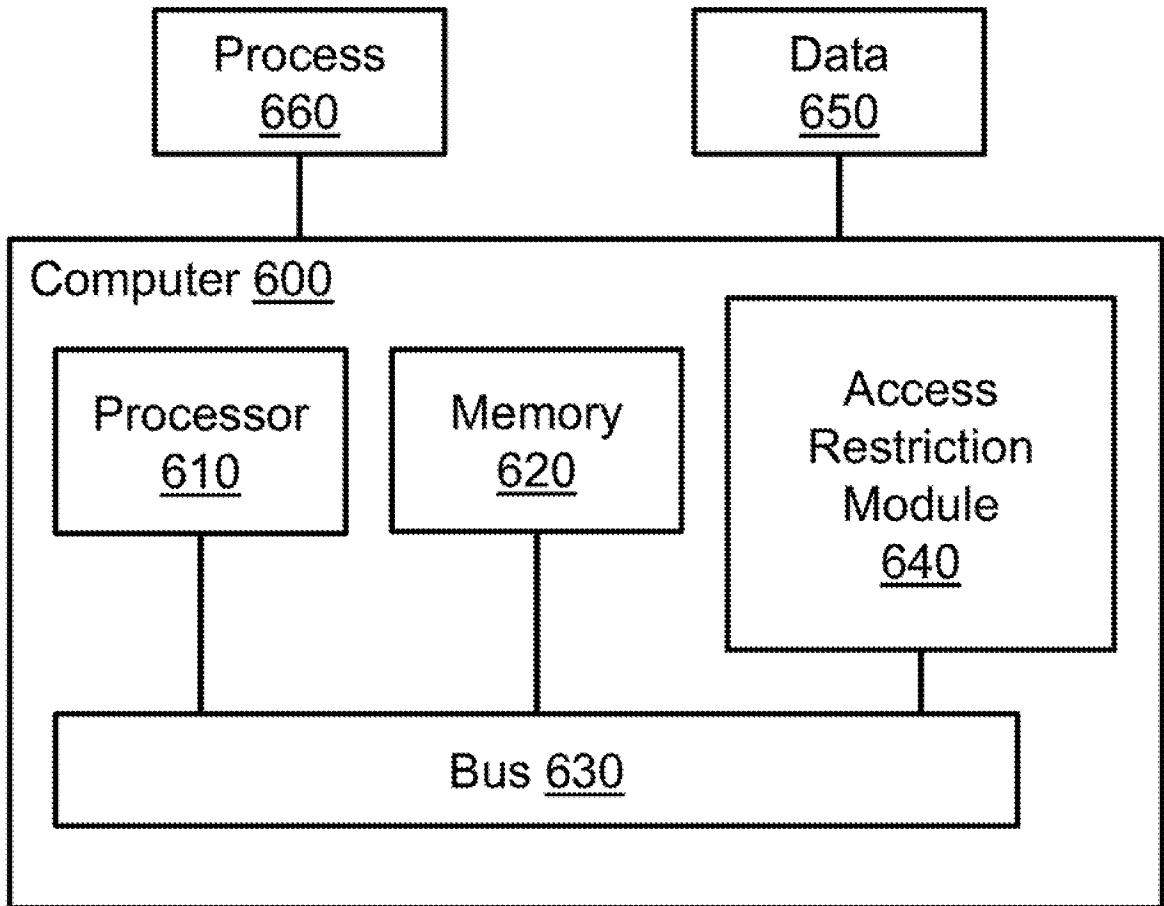 Process
660
Data
650
Computer 600
Processor
610
Memory
620
Access
Restriction
Module
640
Bus 630